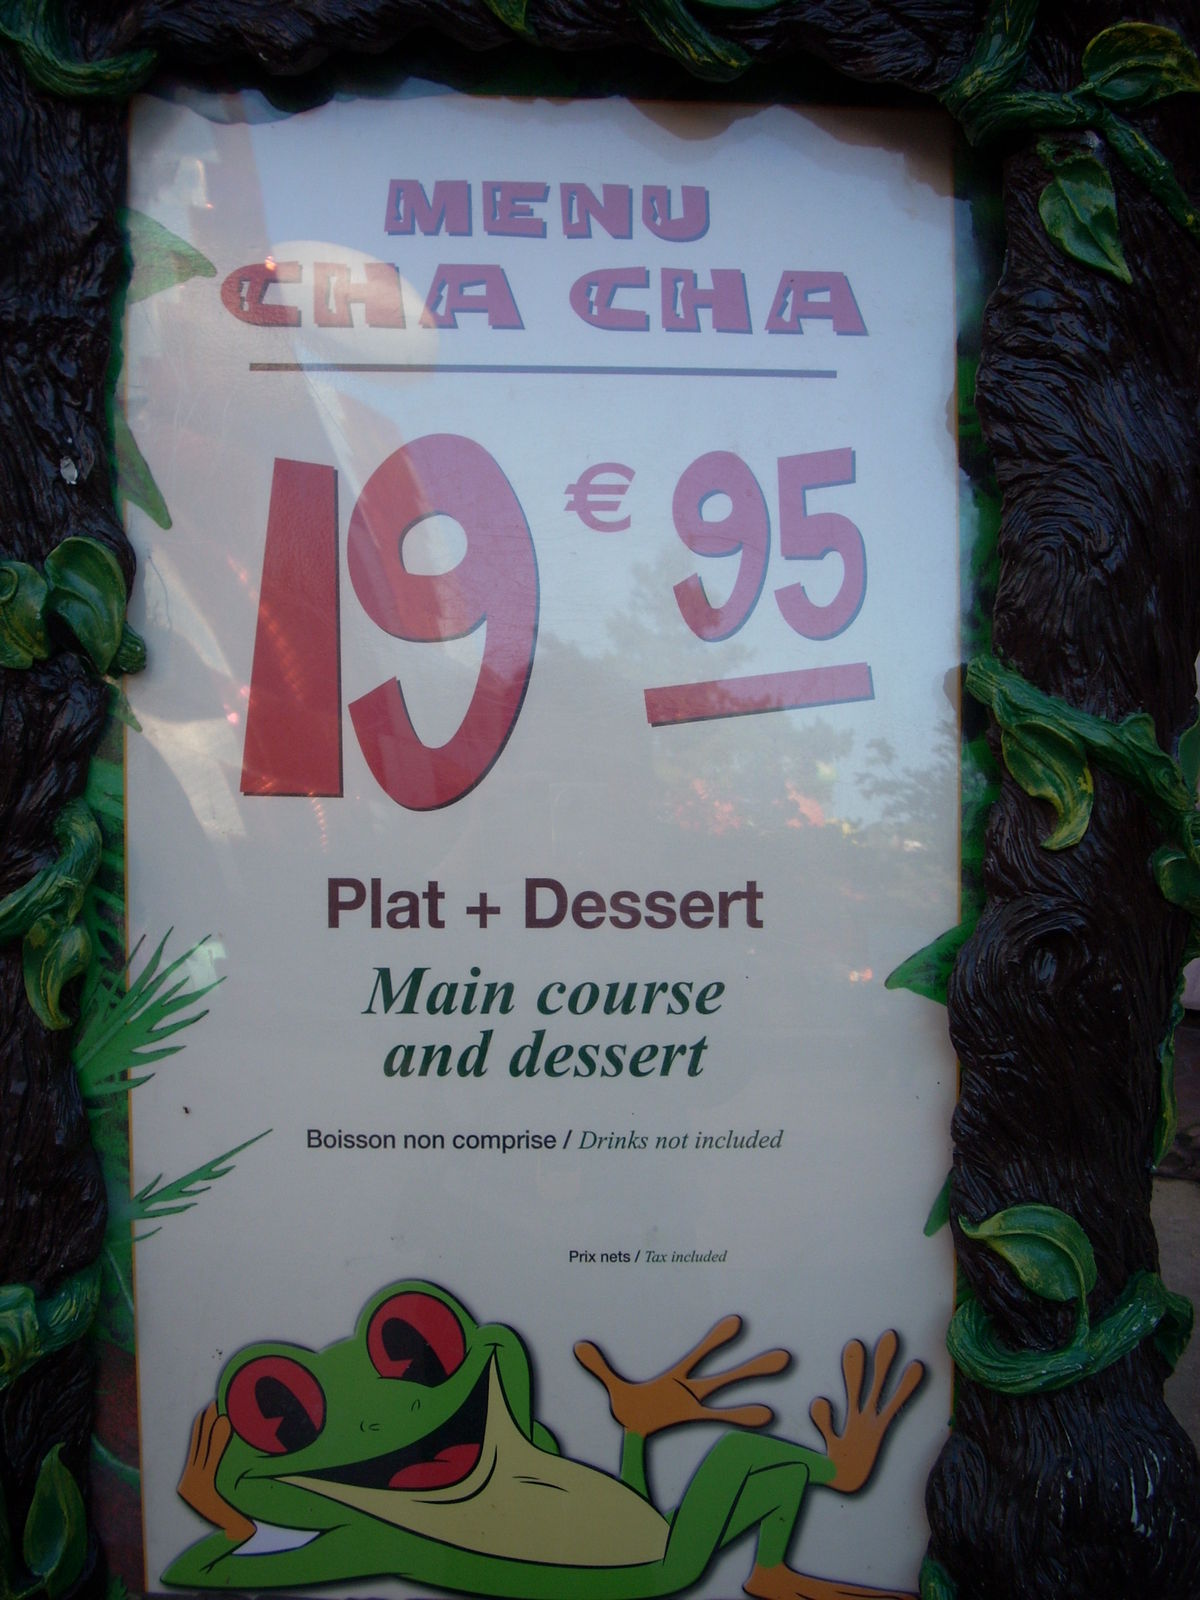 MENU
CHA CHA
19 € 95
Plat + Dessert
Main course
and dessert
Boisson non comprise / Drinks not included
Prix nets / Tax included